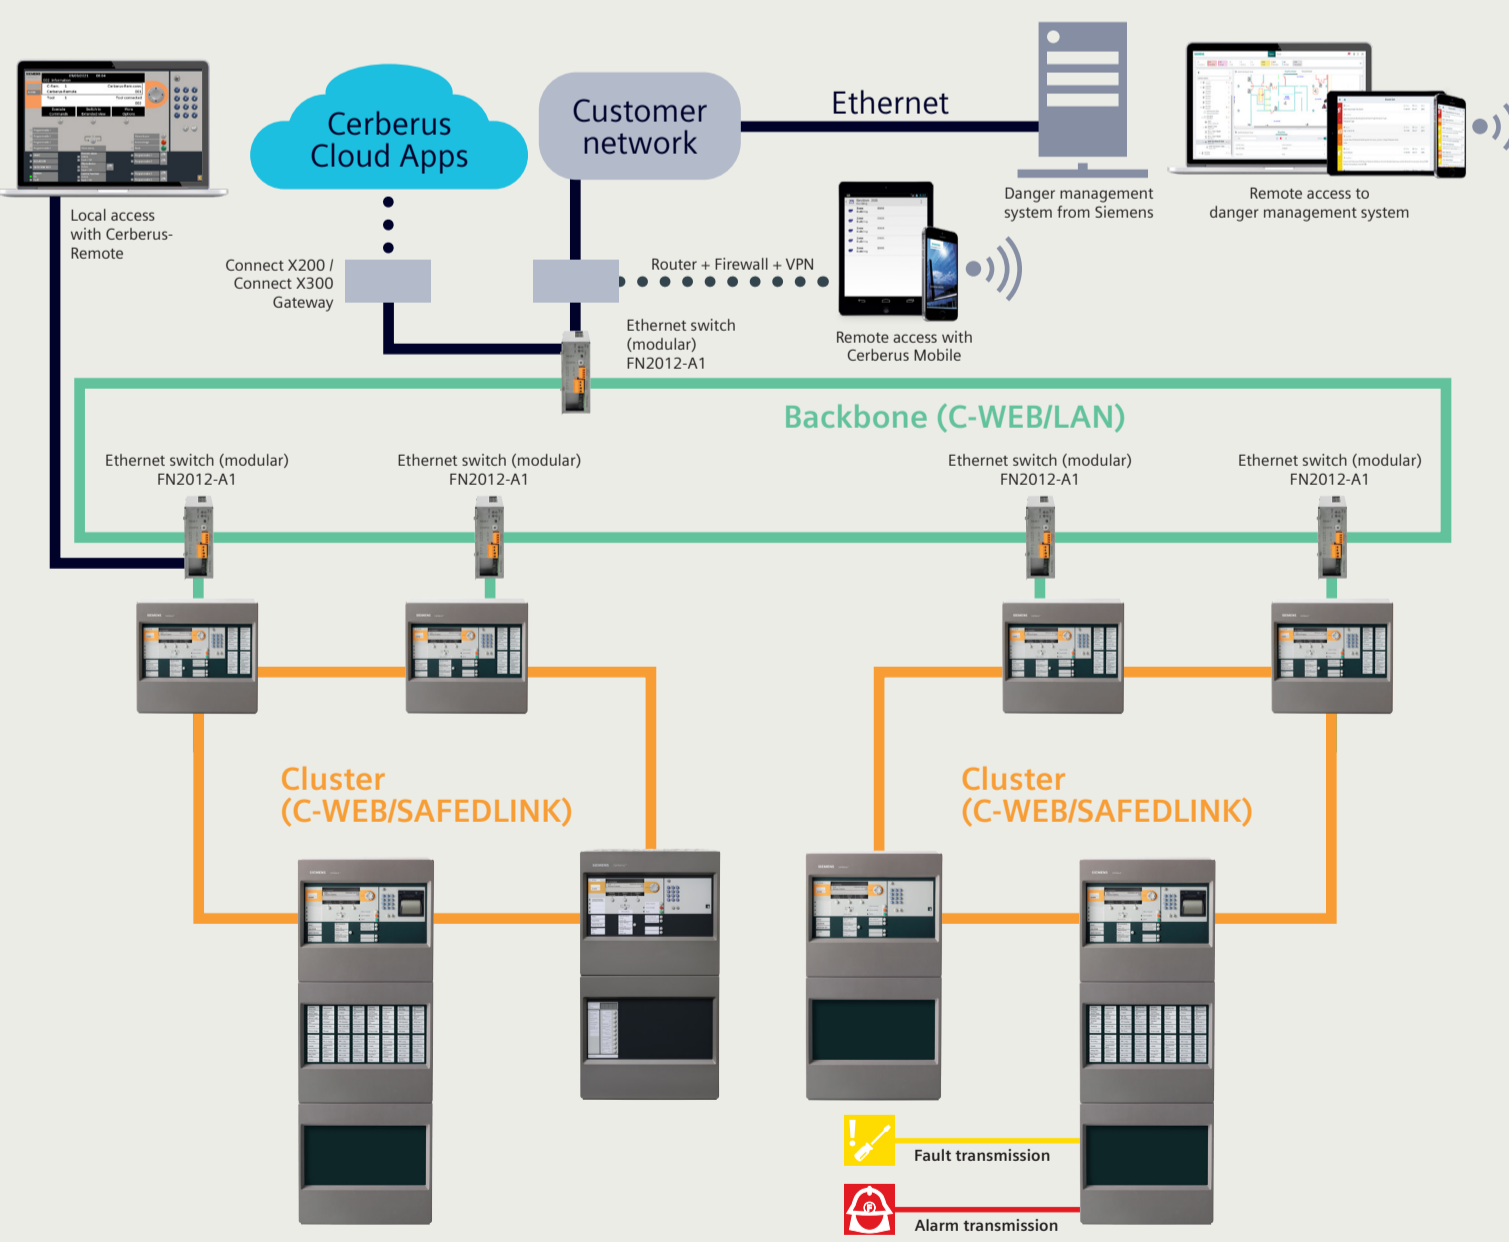 Cerberus
Cloud Apps
Customer
network
Ethernet
Local access
with Cerberus-
Remote
Connect X200 /
Connect X300
Gateway
Router + Firewall + VPN
Danger management
system from Siemens
Remote access to
danger management system
Ethernet switch
(modular)
FN2012-A1
Remote access with
Cerberus Mobile
Backbone (C-WEB/LAN)
Ethernet switch (modular)
FN2012-A1
Ethernet switch (modular)
FN2012-A1
Ethernet switch (modular)
FN2012-A1
Ethernet switch (modular)
FN2012-A1
Cluster
(C-WEB/SAFEDLINK)
Cluster
(C-WEB/SAFEDLINK)
Fault transmission
Alarm transmission